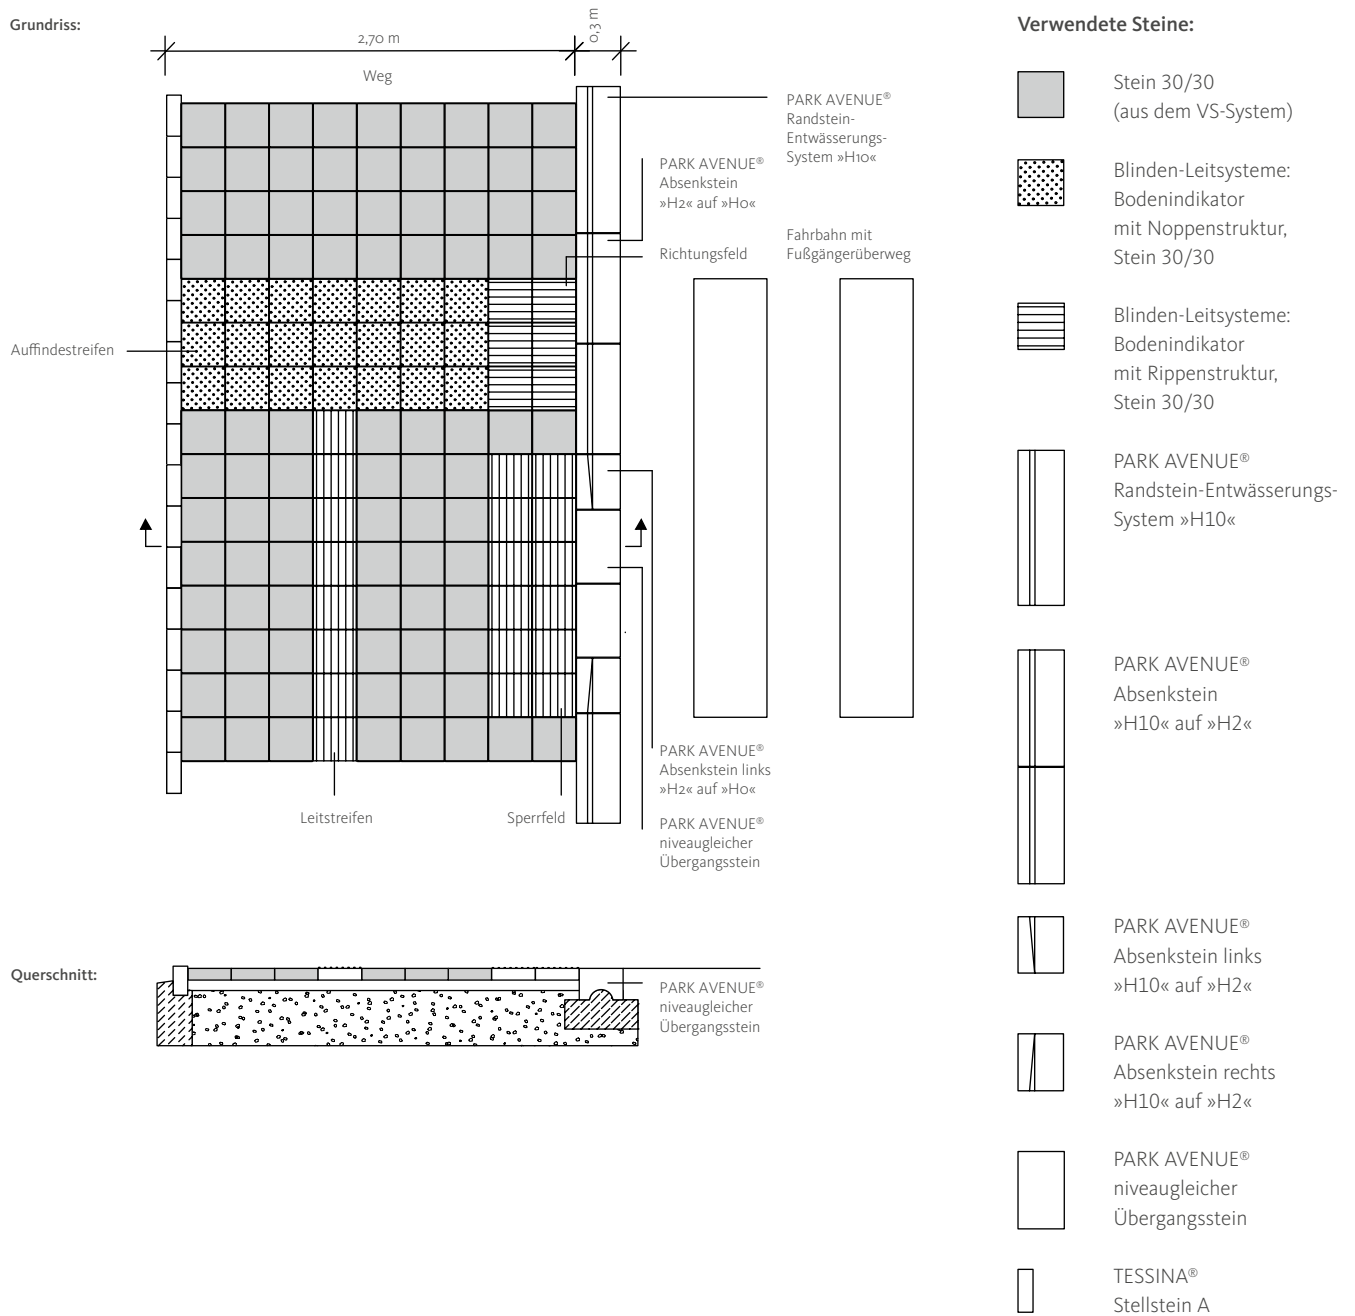 Grundriss:
2,70 m
0,3 m
Weg
PARK AVENUE®
Randstein-
Entwässerungs-
System »H10«
PARK AVENUE®
Absenkstein
»H2« auf »H0«
Richtungsfeld
Fahrbahn mit
Fußgängerüberweg
Auffindestreifen
PARK AVENUE®
Absenkstein links
»H2« auf »H0«
Leitstreifen
Sperrfeld
PARK AVENUE®
niveaugleicher
Übergangsstein
Querschnitt:
PARK AVENUE®
niveaugleicher
Übergangsstein
Verwendete Steine:
Stein 30/30
(aus dem VS-System)
Blinden-Leitsysteme:
Bodenindikator
mit Noppenstruktur,
Stein 30/30
Blinden-Leitsysteme:
Bodenindikator
mit Rippenstruktur,
Stein 30/30
PARK AVENUE®
Randstein-Entwässerungs-
System »H10«
PARK AVENUE®
Absenkstein
»H10« auf »H2«
PARK AVENUE®
Absenkstein links
»H10« auf »H2«
PARK AVENUE®
Absenkstein rechts
»H10« auf »H2«
PARK AVENUE®
niveaugleicher
Übergangsstein
TESSINA®
Stellstein A